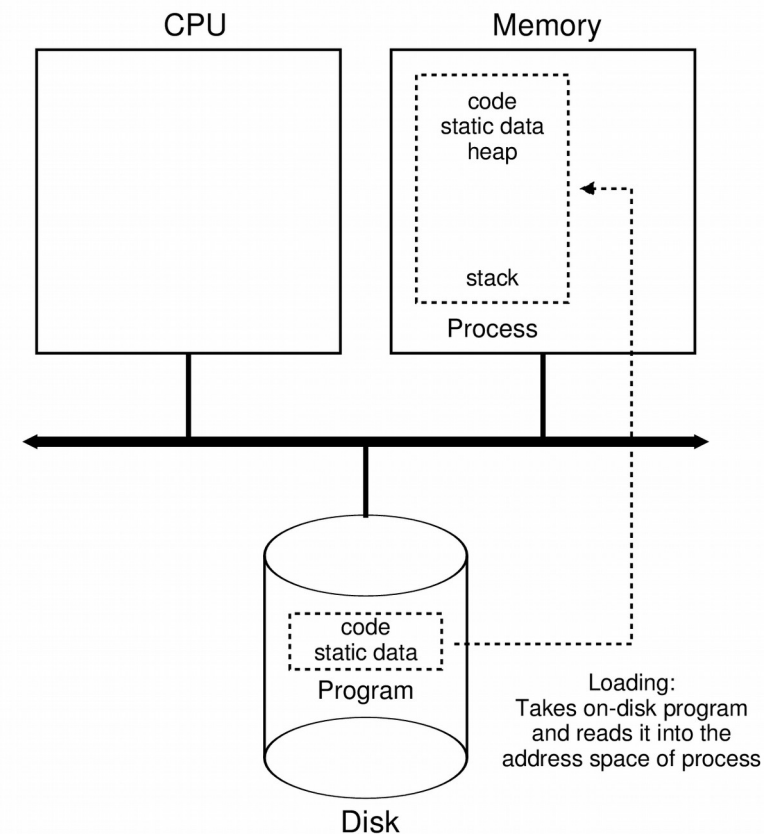 CPU
Memory
code
static data
heap
stack
Process
code
static data
Program
Loading:
Takes on-disk program
and reads it into the
address space of process
Disk